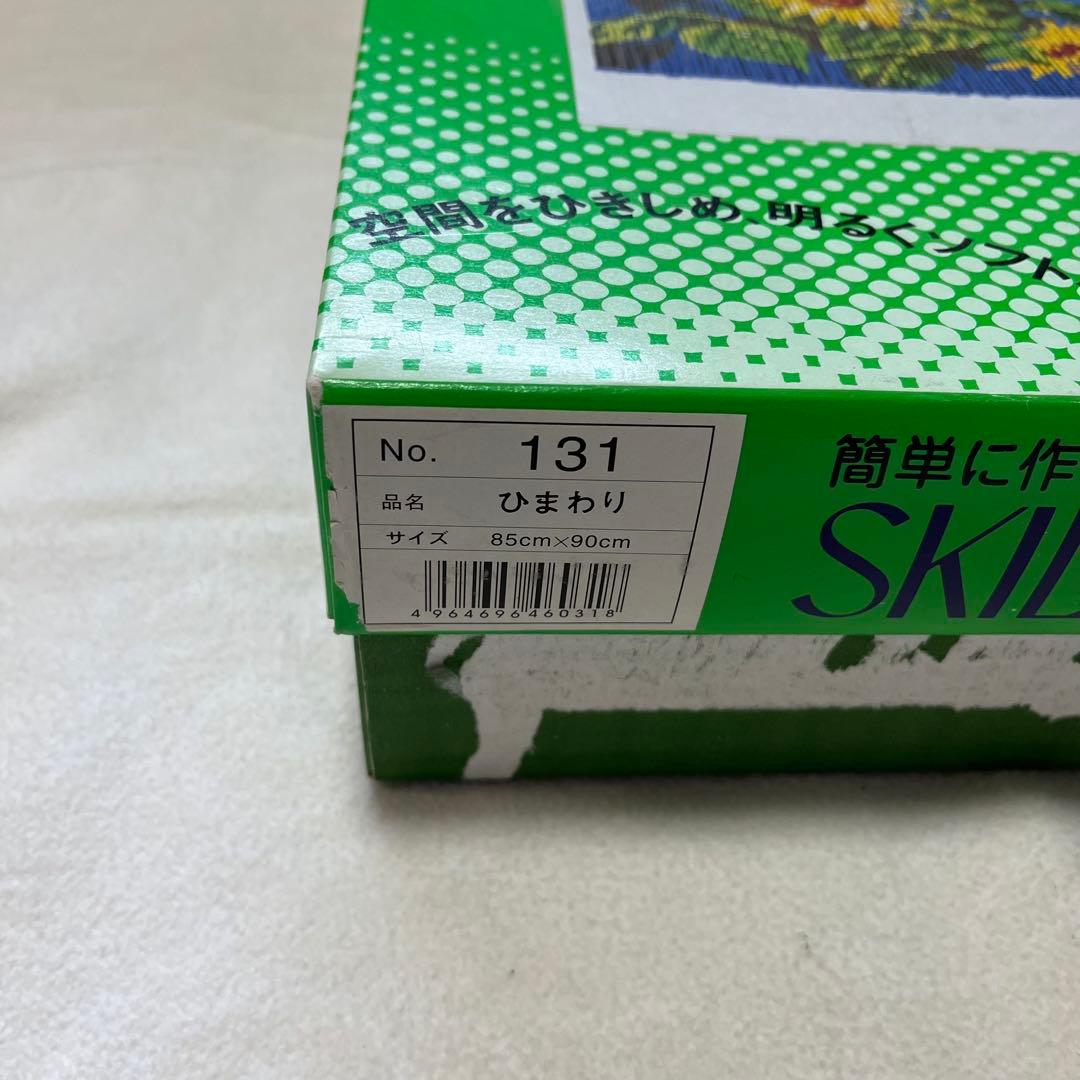 空間をひきしめ、明るくソフト
No. 131
品名 ひまわり
サイズ 85cm×90cm
4964696460318
簡単に作
SKIL